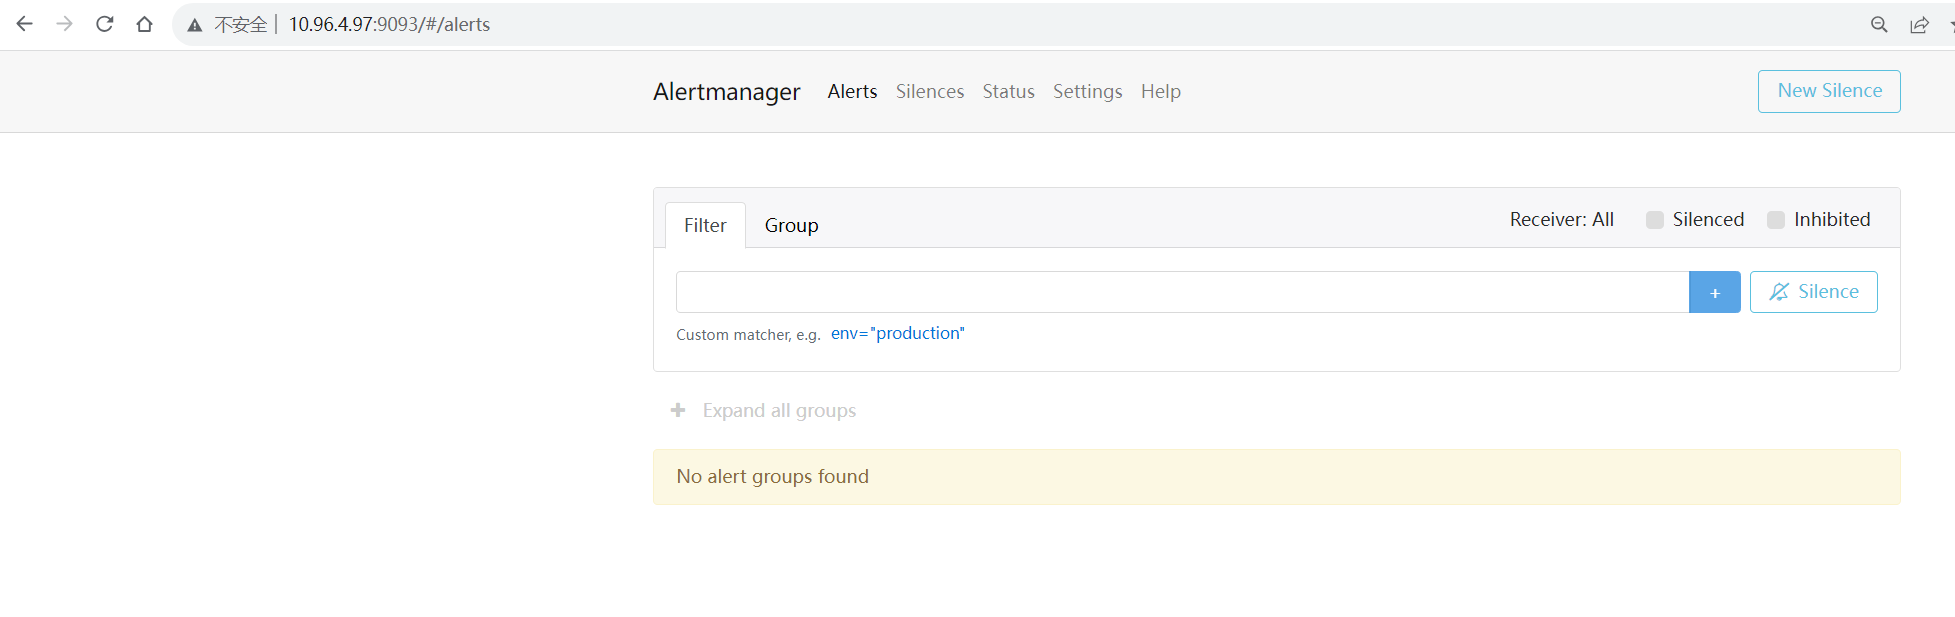 不安全 10.96.4.97:9093/#/alerts
Alertmanager Alerts Silences Status Settings Help New Silence
Filter Group Receiver: All Silenced Inhibited
+ Silence
Custom matcher, e.g. env="production"
+ Expand all groups
No alert groups found